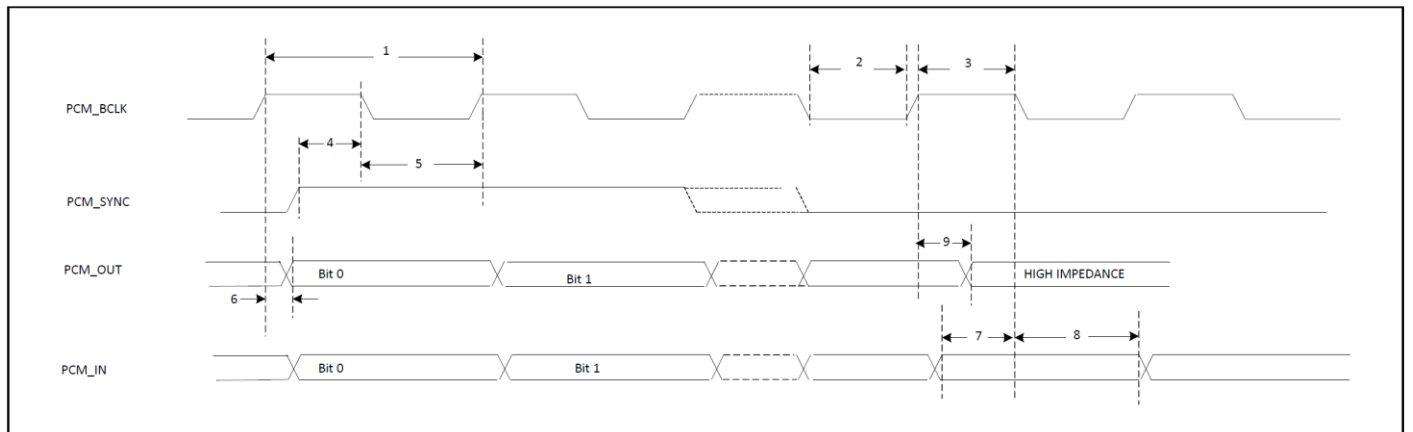 1
2
3
PCM_BCLK
4
5
PCM_SYNC
9
PCM_OUT
Bit 0
Bit 1
HIGH IMPEDANCE
6
7
8
PCM_IN
Bit 0
Bit 1